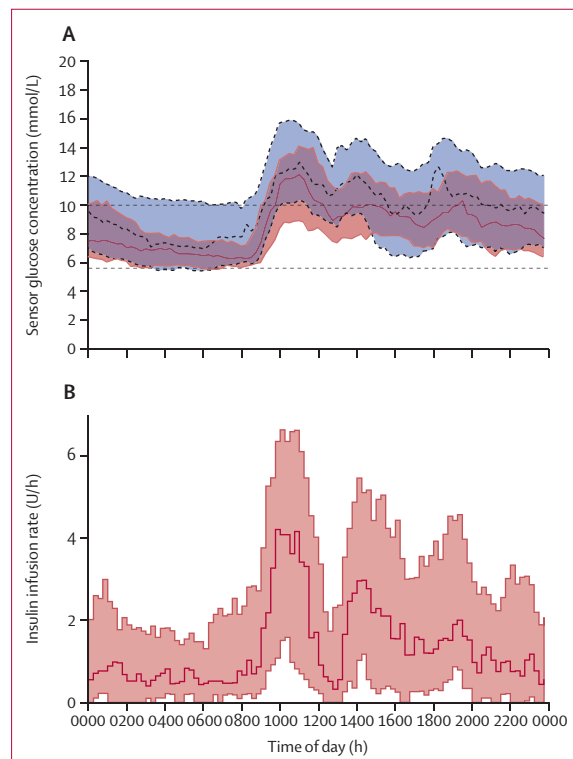 A
Sensor glucose concentration (mmol/L)
20
18
16
14
12
10
8
6
4
2
0
B
Insulin infusion rate (U/h)
6
4
2
0
0000 0200 0400 0600 0800 1000 1200 1400 1600 1800 2000 2200 0000
Time of day (h)